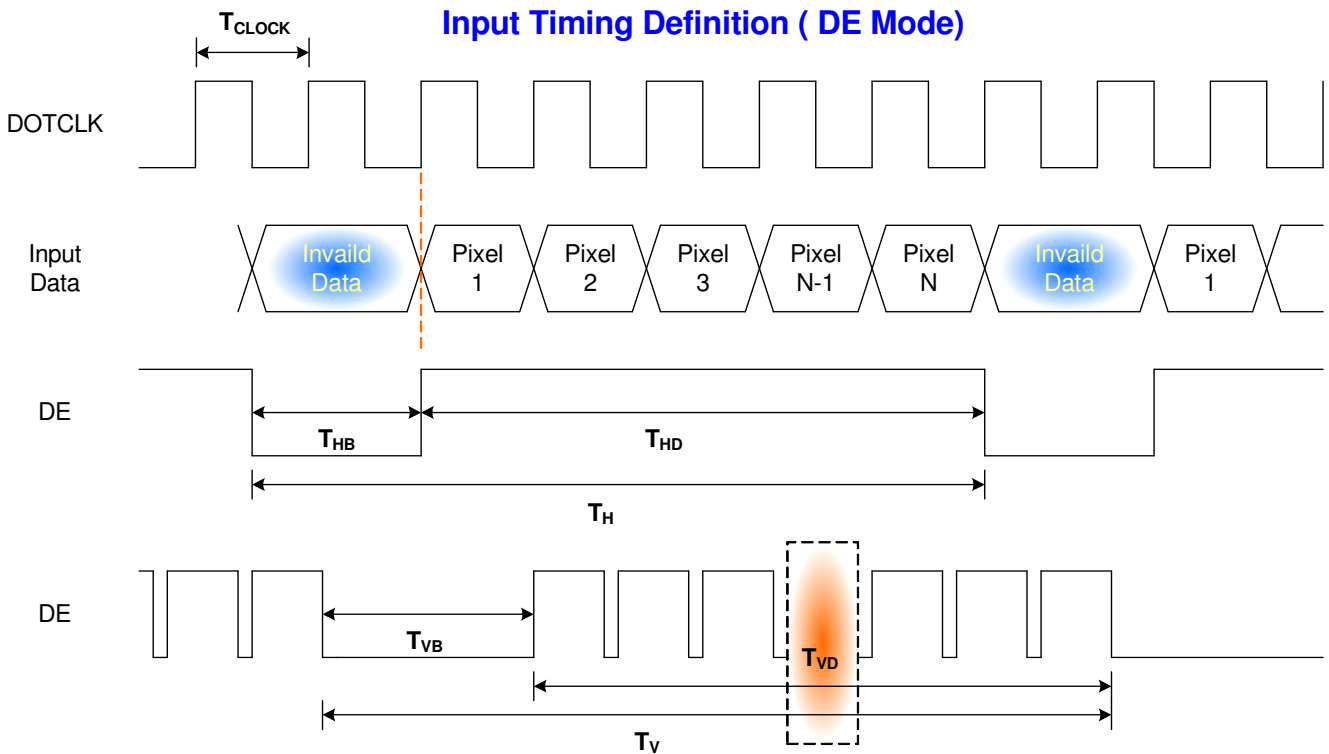 Input Timing Definition ( DE Mode)
TCLOCK
DOTCLK
Input
Data
Invaild
Data
Pixel
1
Pixel
2
Pixel
3
Pixel
N-1
Pixel
N
Invaild
Data
Pixel
1
DE
THB
THD
TH
DE
TVB
TVD
TV